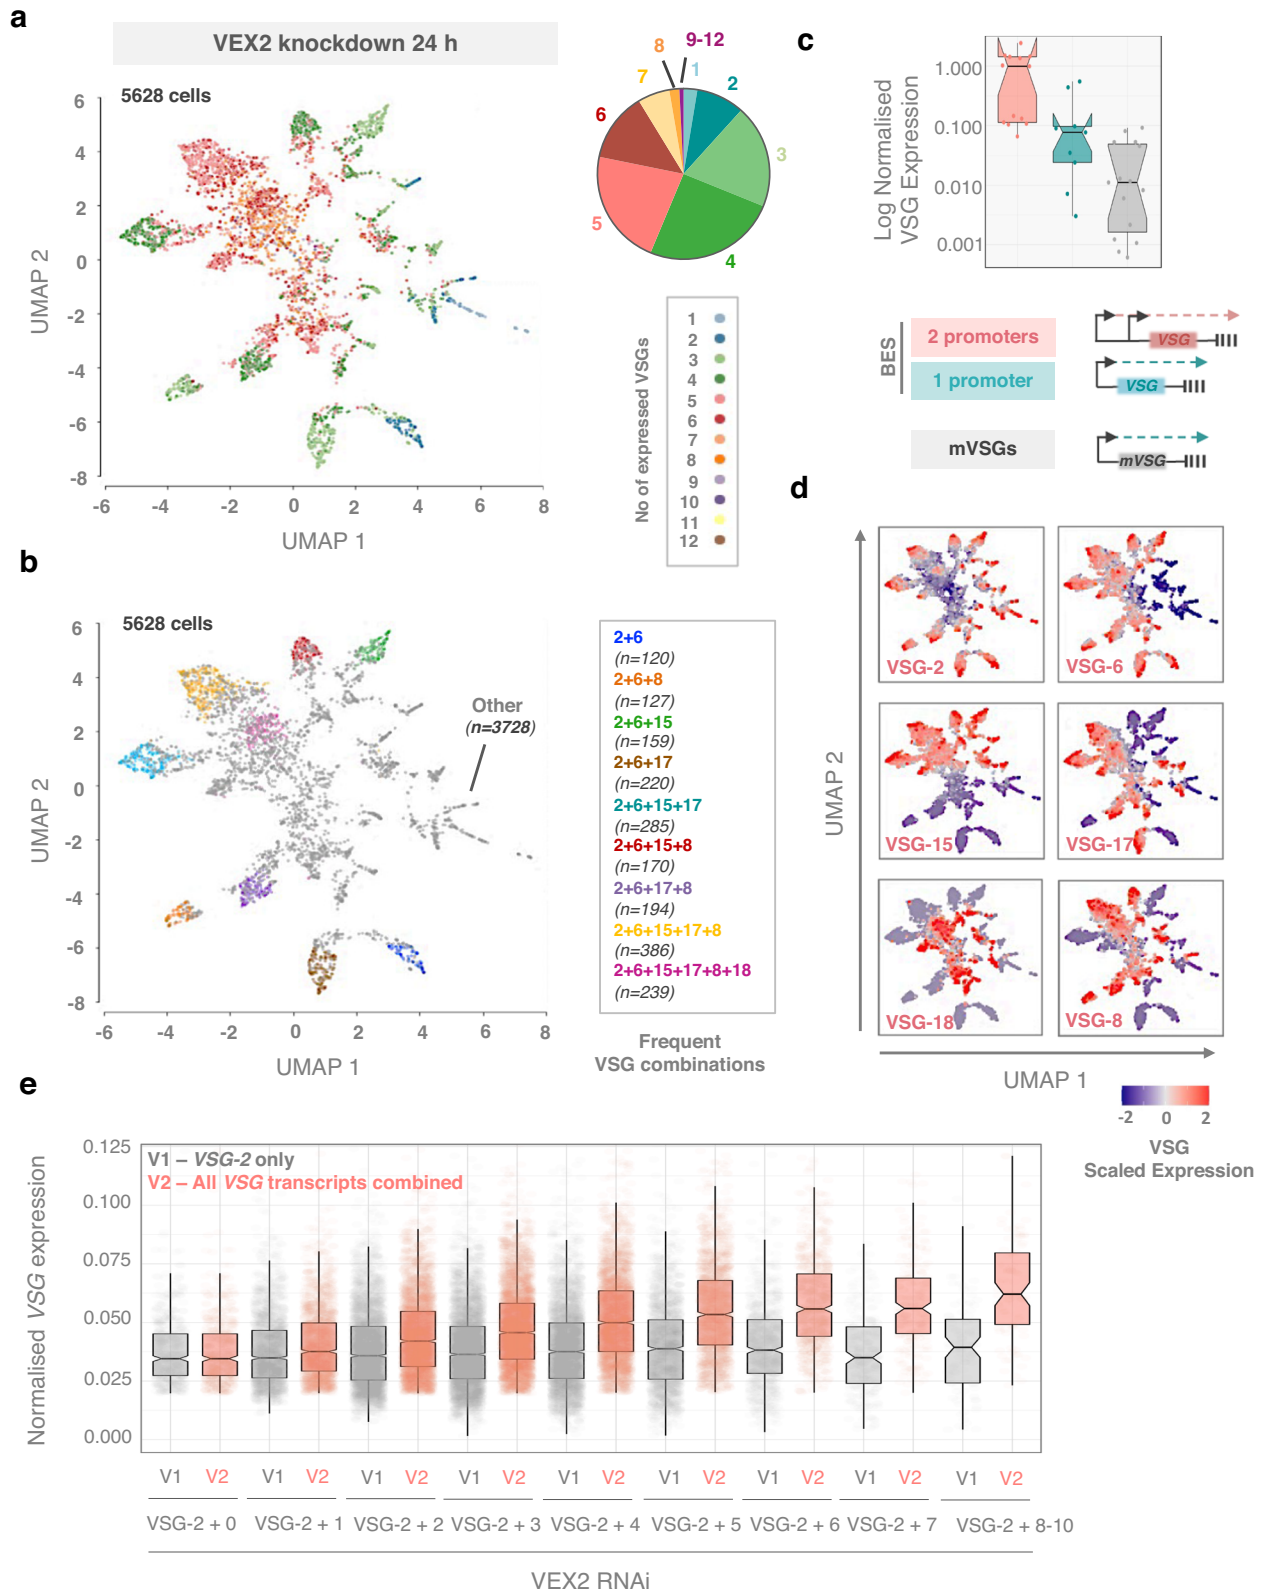 a
VEX2 knockdown 24 h
5628 cells
6
4
2
0
-2
-4
-6
-8
-6
-4
-2
0
2
4
6
8
UMAP 1
UMAP 2
1
2
3
4
5
6
7
8
9-12
No of expressed VSGs
1
2
3
4
5
6
7
8
9
10
11
12
b
5628 cells
6
4
2
0
-2
-4
-6
-8
-6
-4
-2
0
2
4
6
8
UMAP 1
UMAP 2
Other
(n=3728)
2+6
(n=120)
2+6+8
(n=127)
2+6+15
(n=159)
2+6+17
(n=220)
2+6+15+17
(n=285)
2+6+15+8
(n=170)
2+6+17+8
(n=194)
2+6+15+17+8
(n=386)
2+6+15+17+8+18
(n=239)
Frequent
VSG combinations
c
Log Normalised
VSG Expression
1.000
0.100
0.010
0.001
BES
2 promoters
VSG
1 promoter
VSG
mVSGs
mVSG
d
UMAP 2
VSG-2
VSG-6
VSG-15
VSG-17
VSG-18
VSG-8
UMAP 1
-2
0
2
VSG
Scaled Expression
e
Normalised VSG expression
0.125
0.100
0.075
0.050
0.025
0.000
V1 – VSG-2 only
V2 – All VSG transcripts combined
V1 V2 V1 V2 V1 V2 V1 V2 V1 V2 V1 V2 V1 V2 V1 V2 V1 V2
VSG-2 + 0 VSG-2 + 1 VSG-2 + 2 VSG-2 + 3 VSG-2 + 4 VSG-2 + 5 VSG-2 + 6 VSG-2 + 7 VSG-2 + 8-10
VEX2 RNAi